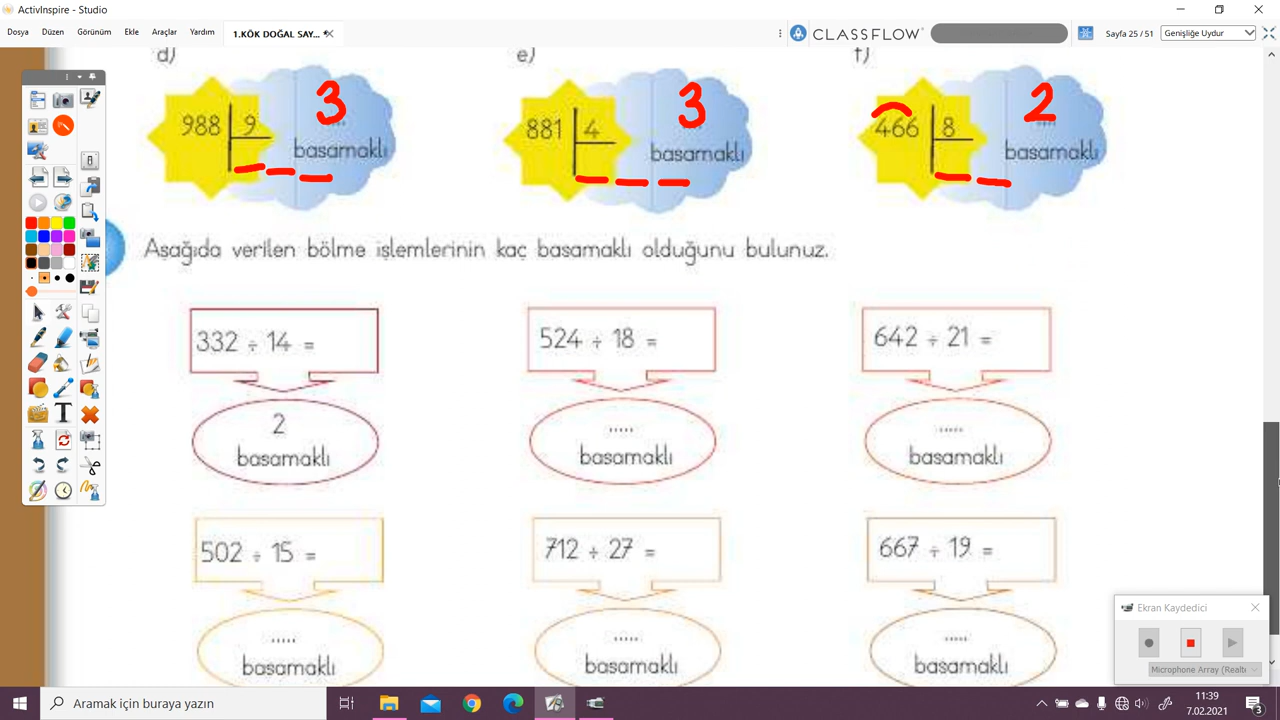 ActivInspire - Studio
Dosya Düzen Görünüm Ekle Araçlar Yardım
1.KÖK DOĞAL SAY...
CLASSFLOW
Sayfa 25 / 51
Genişliğe Uydur
d)
e)
f)
988 9
3
basamaklı
881 4
3
basamaklı
466 8
2
basamaklı
Aşağıda verilen bölme işlemlerinin kaç basamaklı olduğunu bulunuz.
332 ÷ 14 =
524 ÷ 18 =
642 ÷ 21 =
2
basamaklı
.....
basamaklı
.....
basamaklı
502 ÷ 15 =
712 ÷ 27 =
667 ÷ 19 =
.....
basamaklı
.....
basamaklı
.....
basamaklı
Ekran Kaydedici
Microphone Array (Realt
Aramak için buraya yazın
11:39
7.02.2021
3